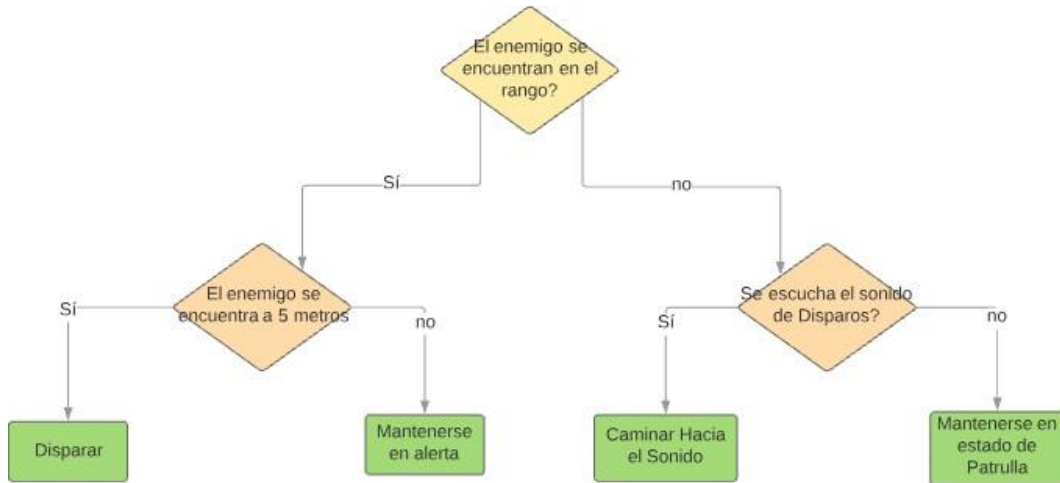 El enemigo se
encuentran en el
rango?
Sí
no
El enemigo se
encuentra a 5 metros
Se escucha el sonido
de Disparos?
Sí
no
Sí
no
Disparar
Mantenerse
en alerta
Caminar Hacia
el Sonido
Mantenerse en
estado de
Patrulla